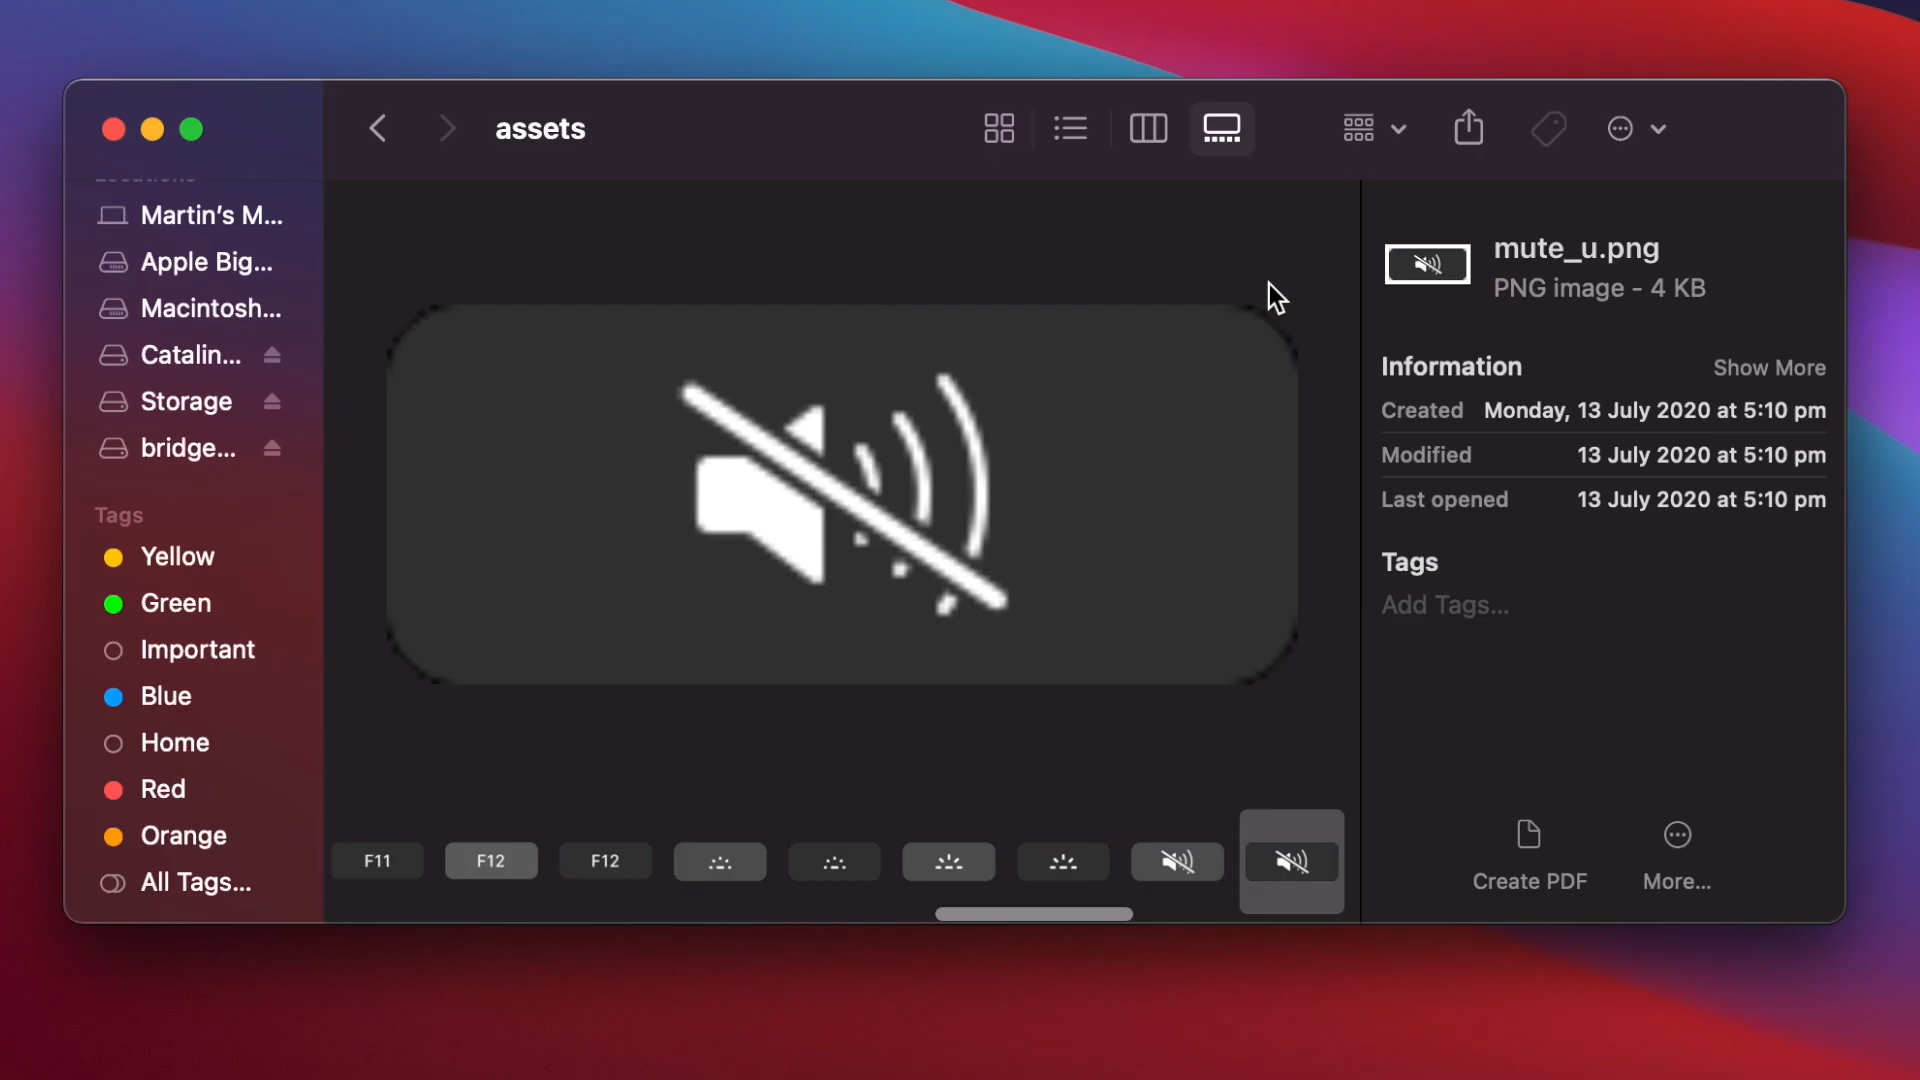 assets
Martin's M...
Apple Big...
Macintosh...
Catalin...
Storage
bridge...
Tags
Yellow
Green
Important
Blue
Home
Red
Orange
All Tags...
F11
F12
F12
mute_u.png
PNG image - 4 KB
Information
Show More
Created Monday, 13 July 2020 at 5:10 pm
Modified 13 July 2020 at 5:10 pm
Last opened 13 July 2020 at 5:10 pm
Tags
Add Tags...
Create PDF
More...